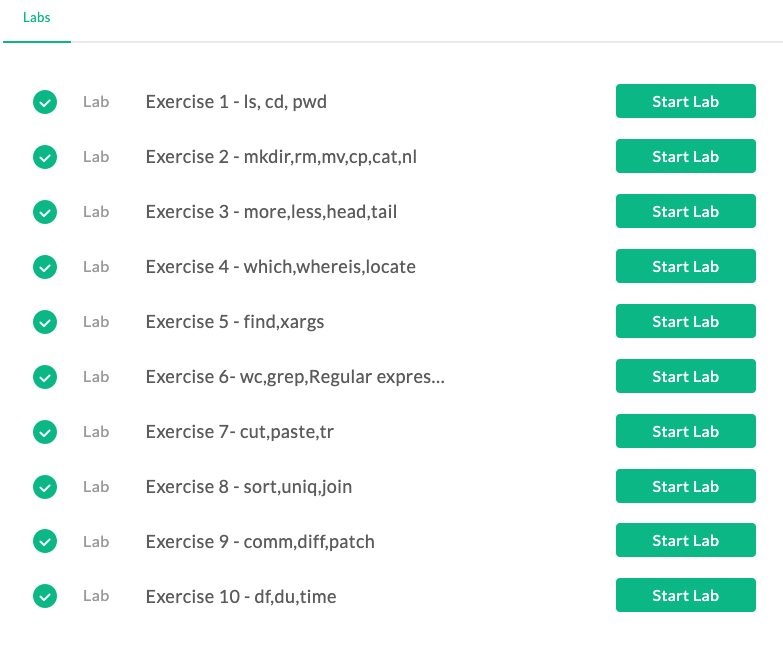 Labs
Lab Exercise 1 - ls, cd, pwd Start Lab
Lab Exercise 2 - mkdir,rm,mv,cp,cat,nl Start Lab
Lab Exercise 3 - more,less,head,tail Start Lab
Lab Exercise 4 - which,whereis,locate Start Lab
Lab Exercise 5 - find,xargs Start Lab
Lab Exercise 6- wc,grep,Regular expres... Start Lab
Lab Exercise 7- cut,paste,tr Start Lab
Lab Exercise 8 - sort,uniq,join Start Lab
Lab Exercise 9 - comm,diff,patch Start Lab
Lab Exercise 10 - df,du,time Start Lab